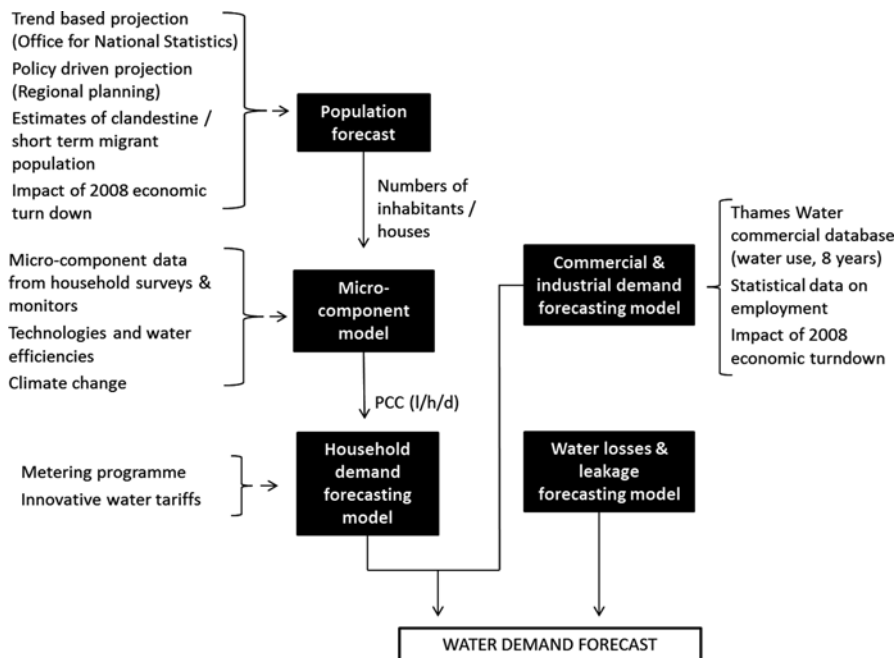 Trend based projection
(Office for National Statistics)
Policy driven projection
(Regional planning)
Estimates of clandestine /
short term migrant
population
Impact of 2008 economic
turn down
Population
forecast
Numbers of
inhabitants /
houses
Micro-component data
from household surveys &
monitors
Technologies and water
efficiencies
Climate change
Micro-
component
model
PCC (l/h/d)
Metering programme
Innovative water tariffs
Household
demand
forecasting
model
Commercial &
industrial demand
forecasting model
Thames Water
commercial database
(water use, 8 years)
Statistical data on
employment
Impact of 2008
economic turndown
Water losses &
leakage
forecasting model
WATER DEMAND FORECAST